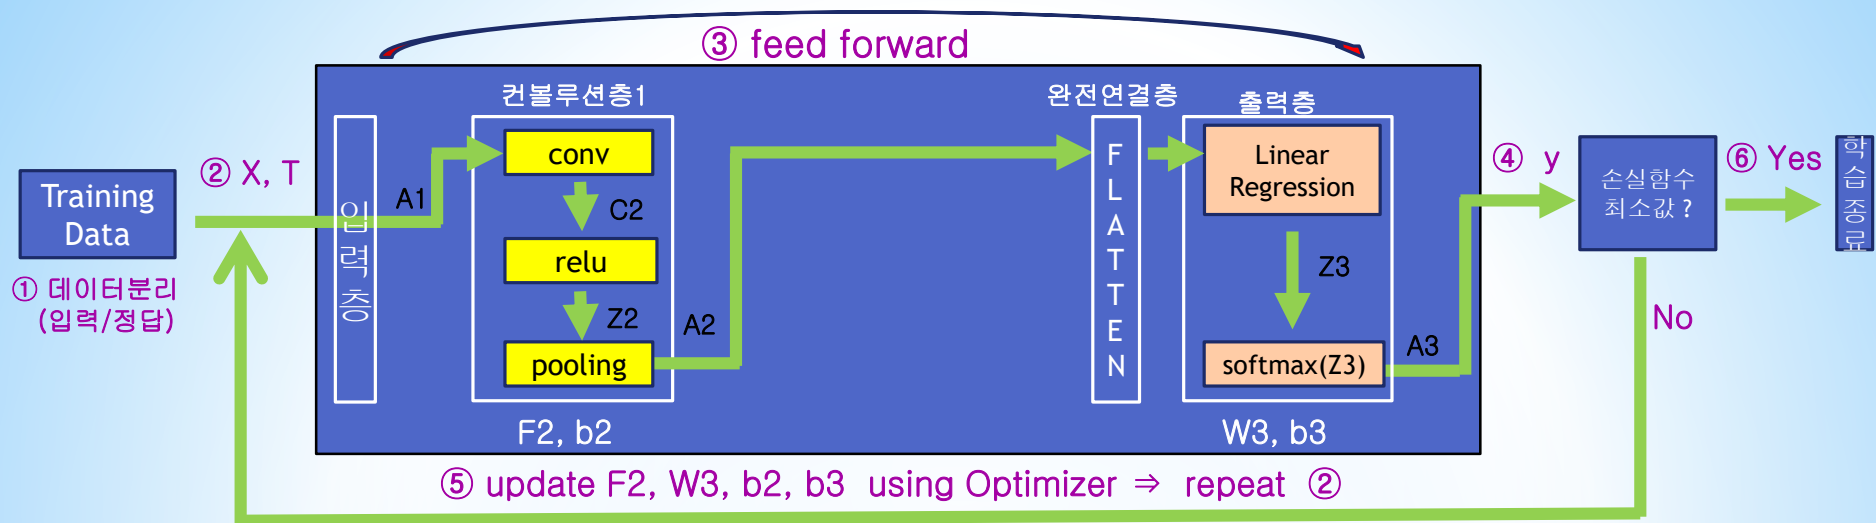 ③ feed forward
컨볼루션층1
완전연결층
출력층
Training
Data
① 데이터분리
(입력/정답)
② X, T
입력층
A1
conv
C2
relu
Z2
pooling
A2
F2, b2
FLATTEN
Linear
Regression
Z3
softmax(Z3)
A3
W3, b3
④ y
손실함수
최소값 ?
⑥ Yes
학습종료
No
⑤ update F2, W3, b2, b3 using Optimizer ⇒ repeat ②